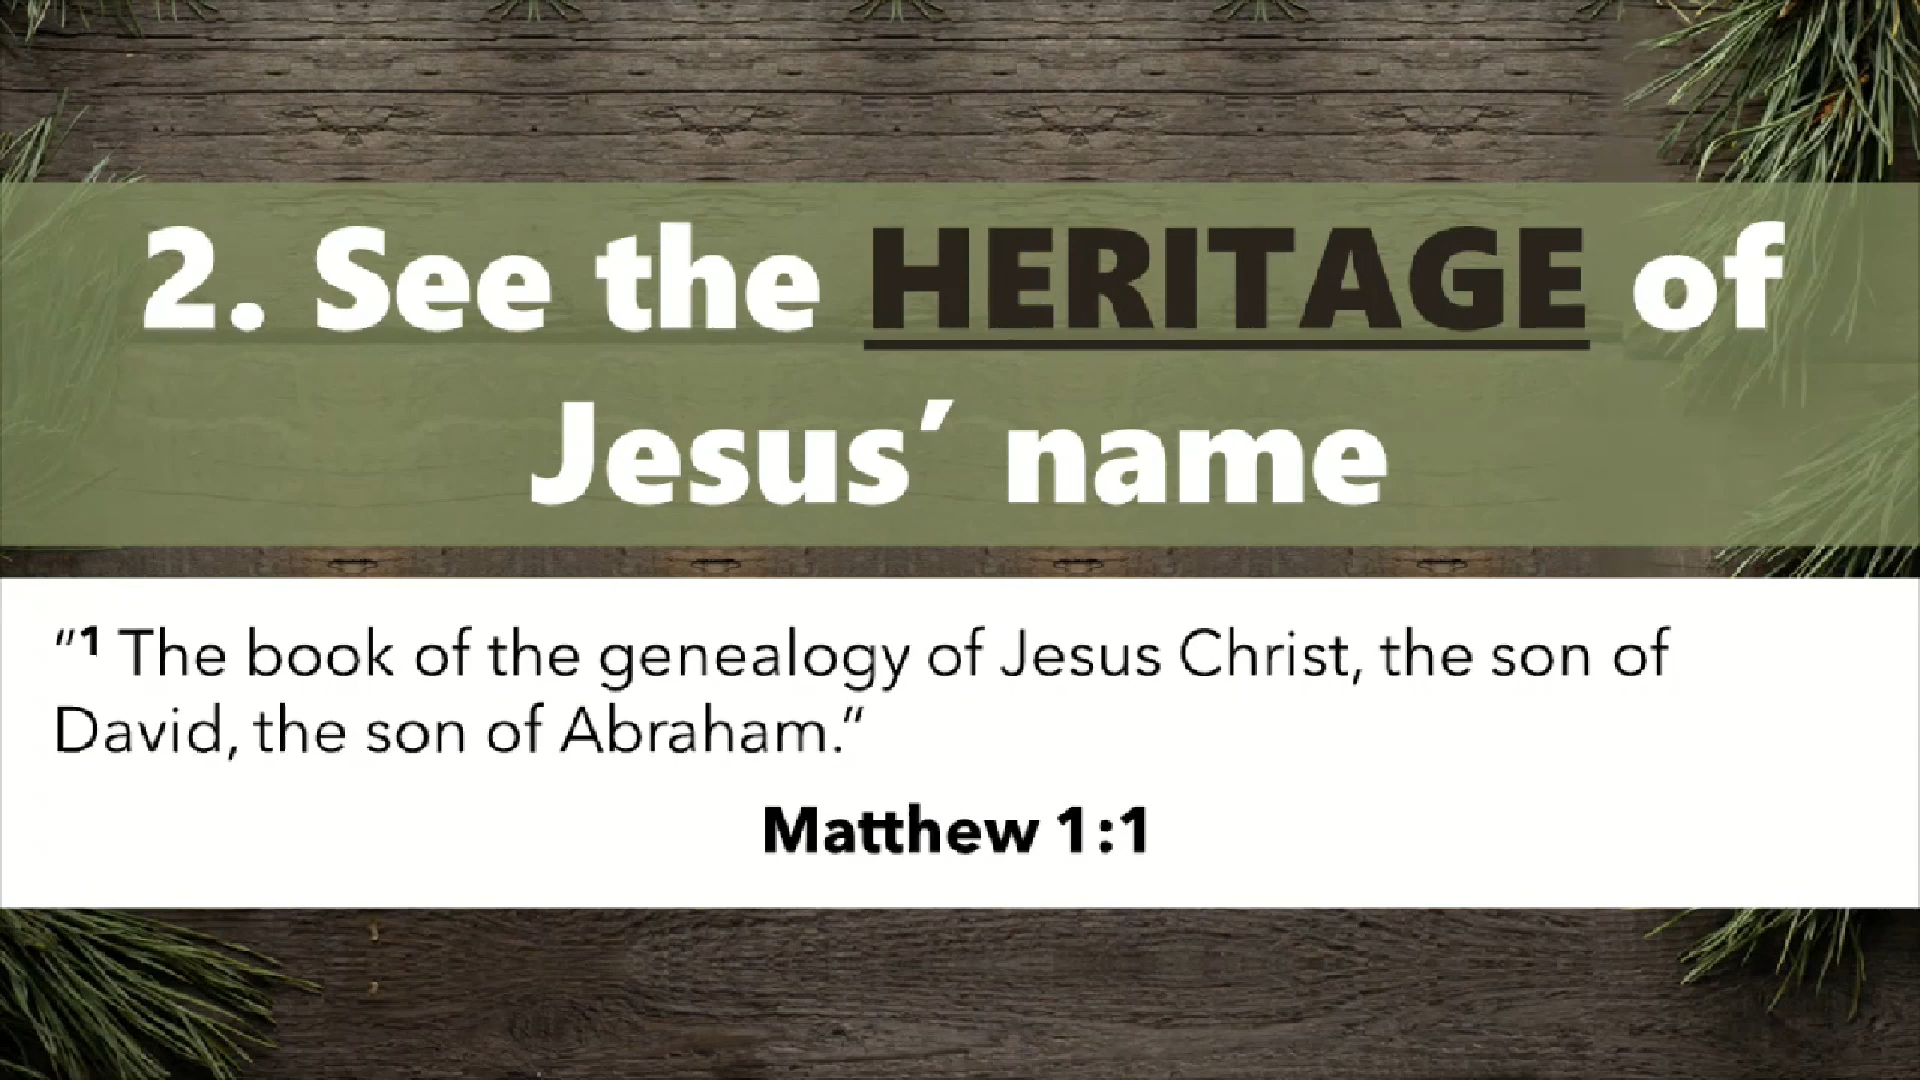 2. See the HERITAGE of
Jesus’ name
“1 The book of the genealogy of Jesus Christ, the son of
David, the son of Abraham.”
Matthew 1:1